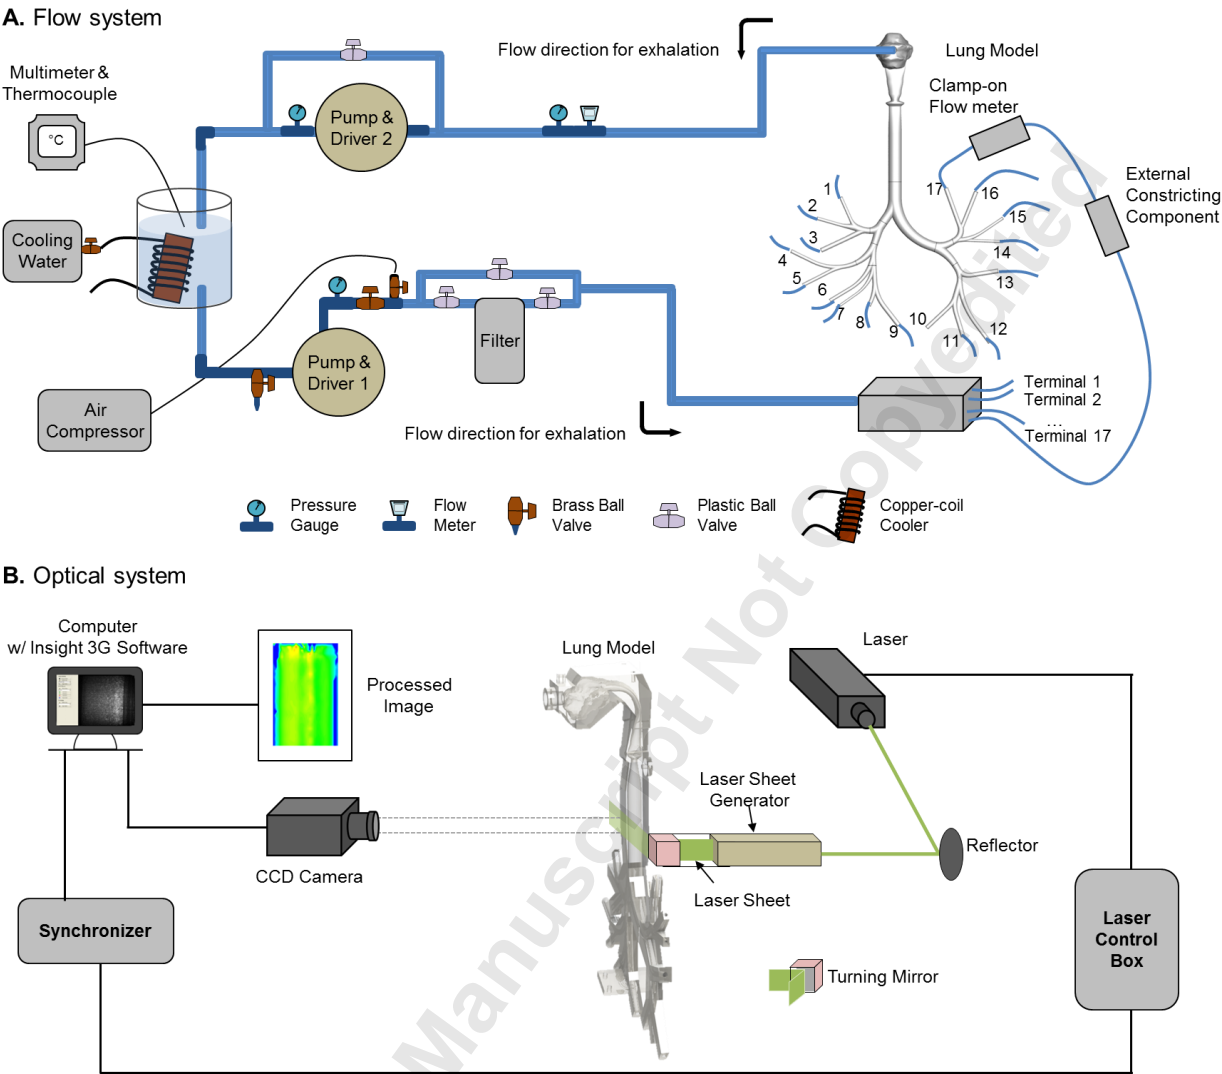 A. Flow system
Multimeter &
Thermocouple
°C
Cooling
Water
Air
Compressor
Pump &
Driver 2
Pump &
Driver 1
Filter
Flow direction for exhalation
Flow direction for exhalation
Lung Model
Clamp-on
Flow meter
External
Constricting
Component
1
2
3
4
5
6
7
8
9
10
11
12
13
14
15
16
17
Terminal 1
Terminal 2
...
Terminal 17
Pressure
Gauge
Flow
Meter
Brass Ball
Valve
Plastic Ball
Valve
Copper-coil
Cooler
B. Optical system
Computer
w/ Insight 3G Software
Processed
Image
CCD Camera
Synchronizer
Lung Model
Laser Sheet
Generator
Laser Sheet
Laser
Reflector
Laser
Control
Box
Turning Mirror
Manuscript Not Copyedited